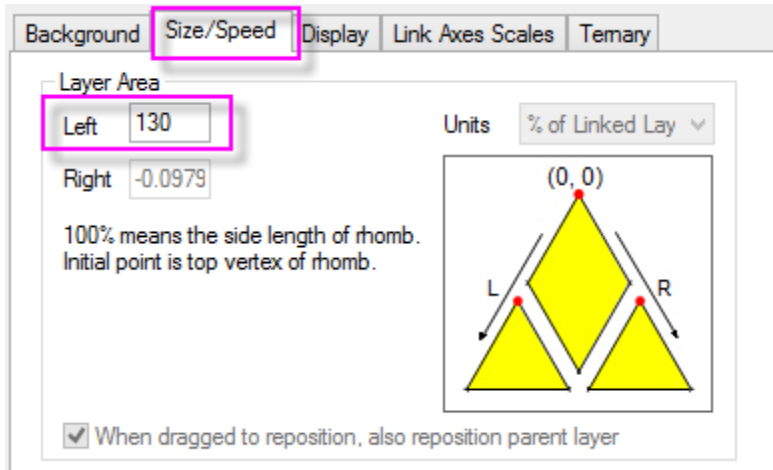 Background Size/Speed Display Link Axes Scales Ternary
Layer Area
Left 130
Units % of Linked Lay
Right -0.0979
(0, 0)
100% means the side length of rhomb.
Initial point is top vertex of rhomb.
L R
When dragged to reposition, also reposition parent layer